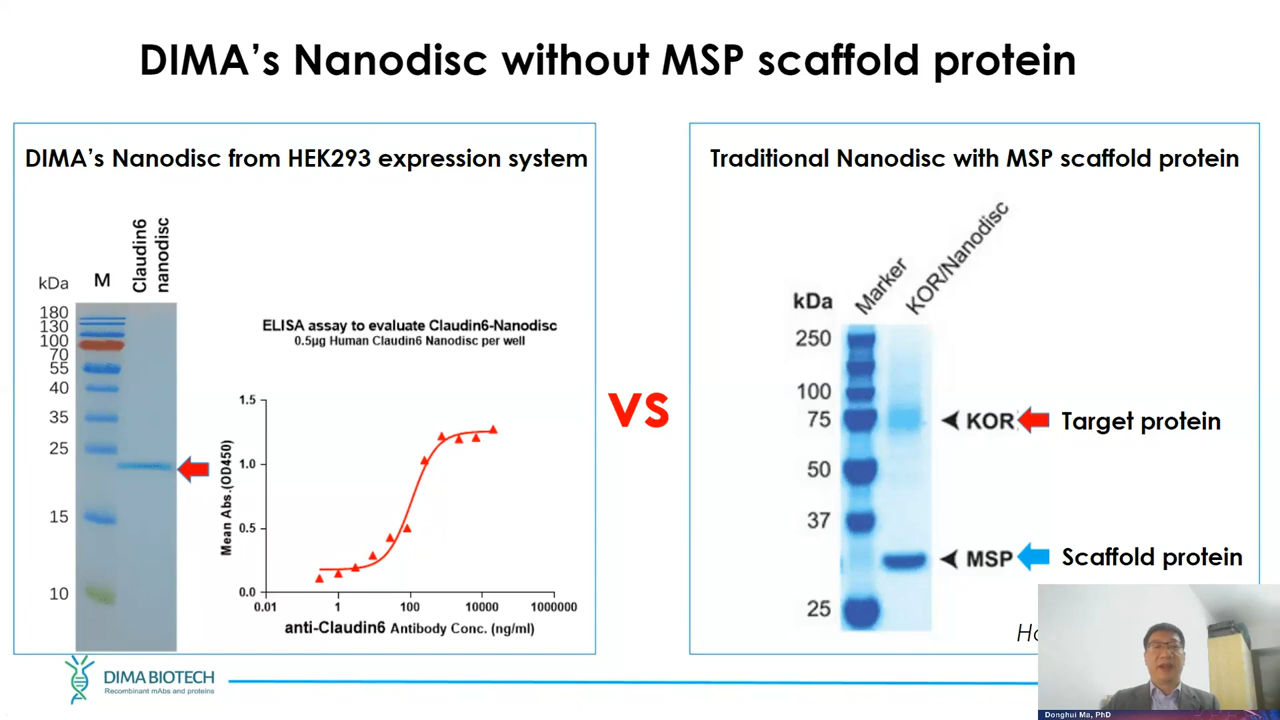 DIMA's Nanodisc without MSP scaffold protein
DIMA's Nanodisc from HEK293 expression system
Claudin6
nanodisc
kDa
M
180
130
100
70
55
40
35
25
15
10
ELISA assay to evaluate Claudin6-Nanodisc
0.5µg Human Claudin6 Nanodisc per well
Mean Abs.(OD450)
1.5
1.0
0.5
0.0
0.01
1
100
10000
1000000
anti-Claudin6 Antibody Conc. (ng/ml)
VS
Traditional Nanodisc with MSP scaffold protein
kDa
Marker
KOR/Nanodisc
250
100
75
50
37
25
KOR
Target protein
MSP
Scaffold protein
DIMA BIOTECH
Recombinant mAbs and proteins
Donghui Ma, PhD